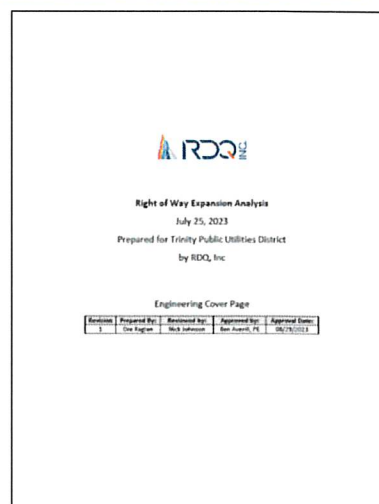 RDQ INC
Right of Way Expansion Analysis
July 25, 2023
Prepared for Trinity Public Utilities District
by RDQ, Inc
Engineering Cover Page
Revision Prepared By: Reviewed by: Approved by: Approval Date:
1 Dre Raglan Nick Johnson Ben Averill, PE 08/29/2023